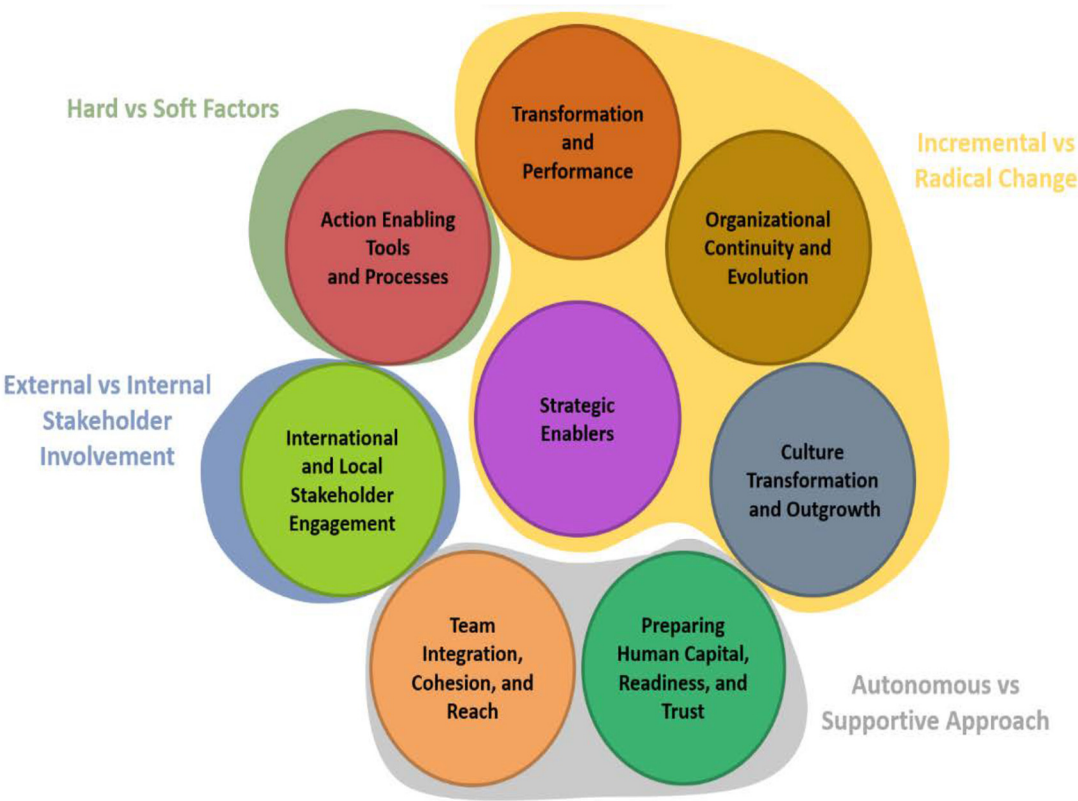 Hard vs Soft Factors
Transformation
and
Performance
Incremental vs
Radical Change
Action Enabling
Tools
and Processes
Organizational
Continuity and
Evolution
External vs Internal
Stakeholder
Involvement
International
and Local
Stakeholder
Engagement
Strategic
Enablers
Culture
Transformation
and Outgrowth
Team
Integration,
Cohesion, and
Reach
Preparing
Human Capital,
Readiness, and
Trust
Autonomous vs
Supportive Approach